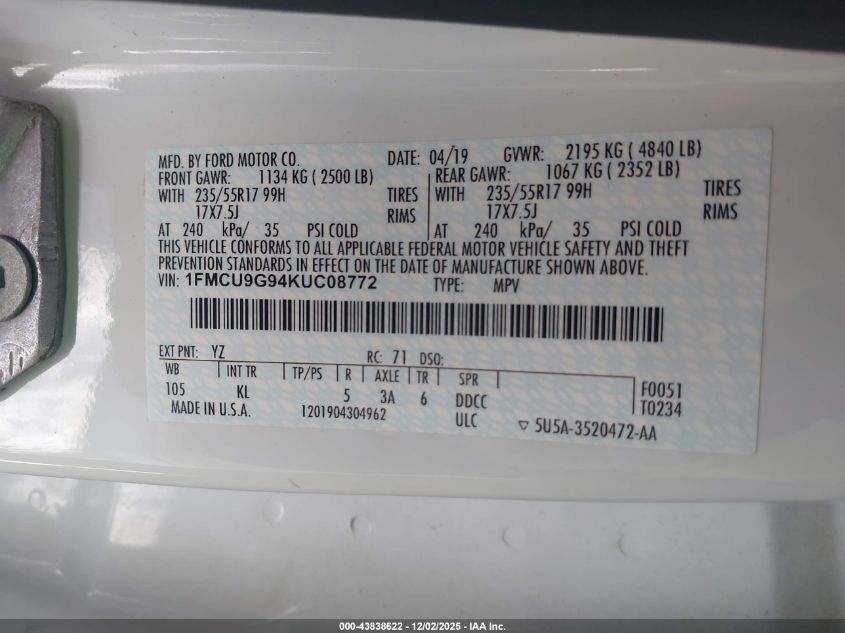 MFD. BY FORD MOTOR CO. DATE: 04/19 GVWR: 2195 KG ( 4840 LB)
FRONT GAWR: 1134 KG ( 2500 LB) REAR GAWR: 1067 KG ( 2352 LB)
WITH 235/55R17 99H TIRES WITH 235/55R17 99H TIRES
17X7.5J RIMS 17X7.5J RIMS
AT 240 kPa/ 35 PSI COLD AT 240 kPa/ 35 PSI COLD
THIS VEHICLE CONFORMS TO ALL APPLICABLE FEDERAL MOTOR VEHICLE SAFETY AND THEFT
PREVENTION STANDARDS IN EFFECT ON THE DATE OF MANUFACTURE SHOWN ABOVE.
VIN: 1FMCU9G94KUC08772 TYPE: MPV
EXT PNT: YZ RC: 71 DSO:
WB INT TR TP/PS R AXLE TR SPR F0051
105 KL 5 3A 6 DDCC T0234
MADE IN U.S.A. 1201904304962 ULC ▽ 5U5A-3520472-AA
000-43838622 - 12/02/2025 - IAA Inc.